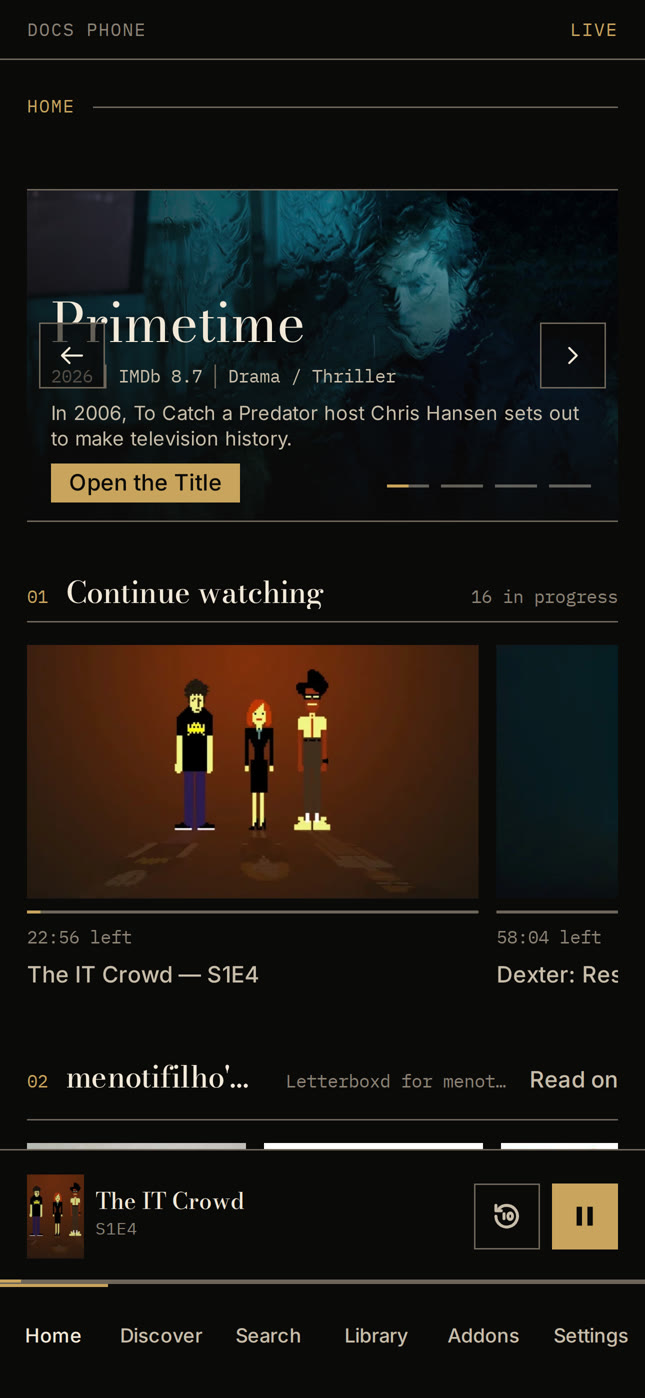 DOCS PHONE
LIVE
HOME
Primetime
2026 | IMDb 8.7 | Drama / Thriller
In 2006, To Catch a Predator host Chris Hansen sets out
to make television history.
Open the Title
01 Continue watching 16 in progress
22:56 left
The IT Crowd — S1E4
58:04 left
Dexter: Res
02 menotifilho'... Letterboxd for menot… Read on
The IT Crowd
S1E4
10
Home Discover Search Library Addons Settings